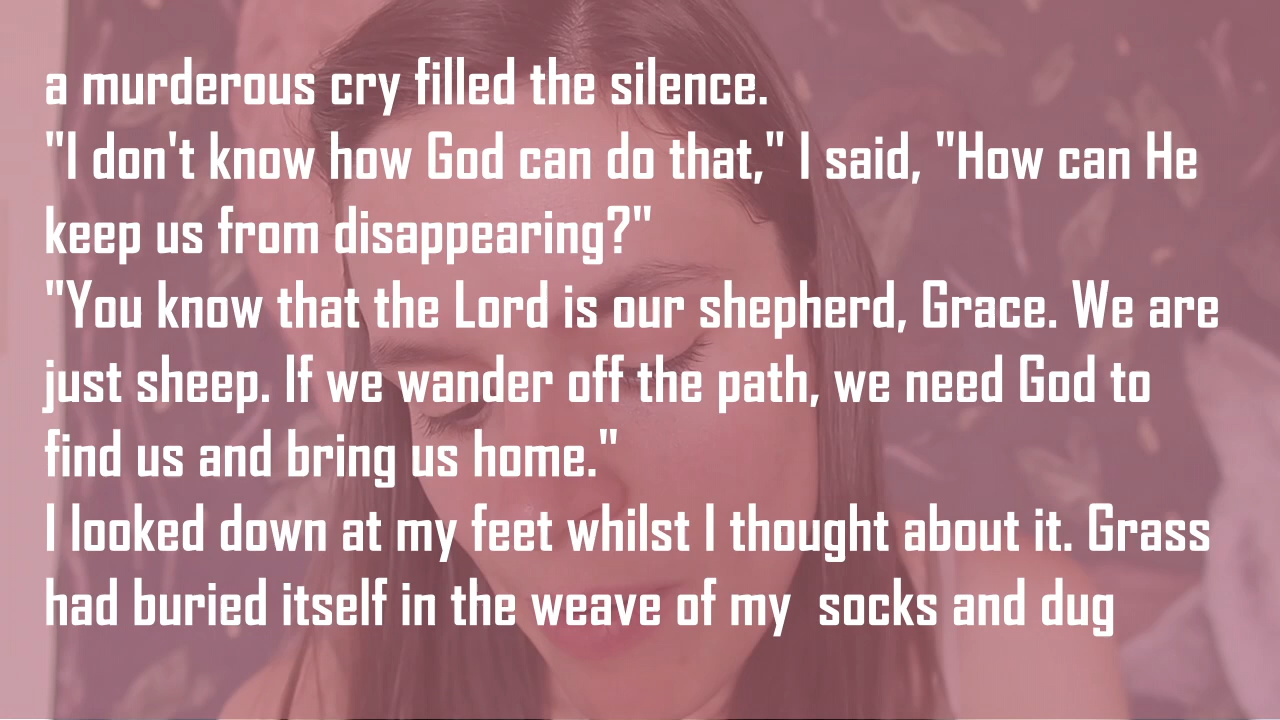 a murderous cry filled the silence.
"I don't know how God can do that," I said, "How can He
keep us from disappearing?"
"You know that the Lord is our shepherd, Grace. We are
just sheep. If we wander off the path, we need God to
find us and bring us home."
I looked down at my feet whilst I thought about it. Grass
had buried itself in the weave of my  socks and dug